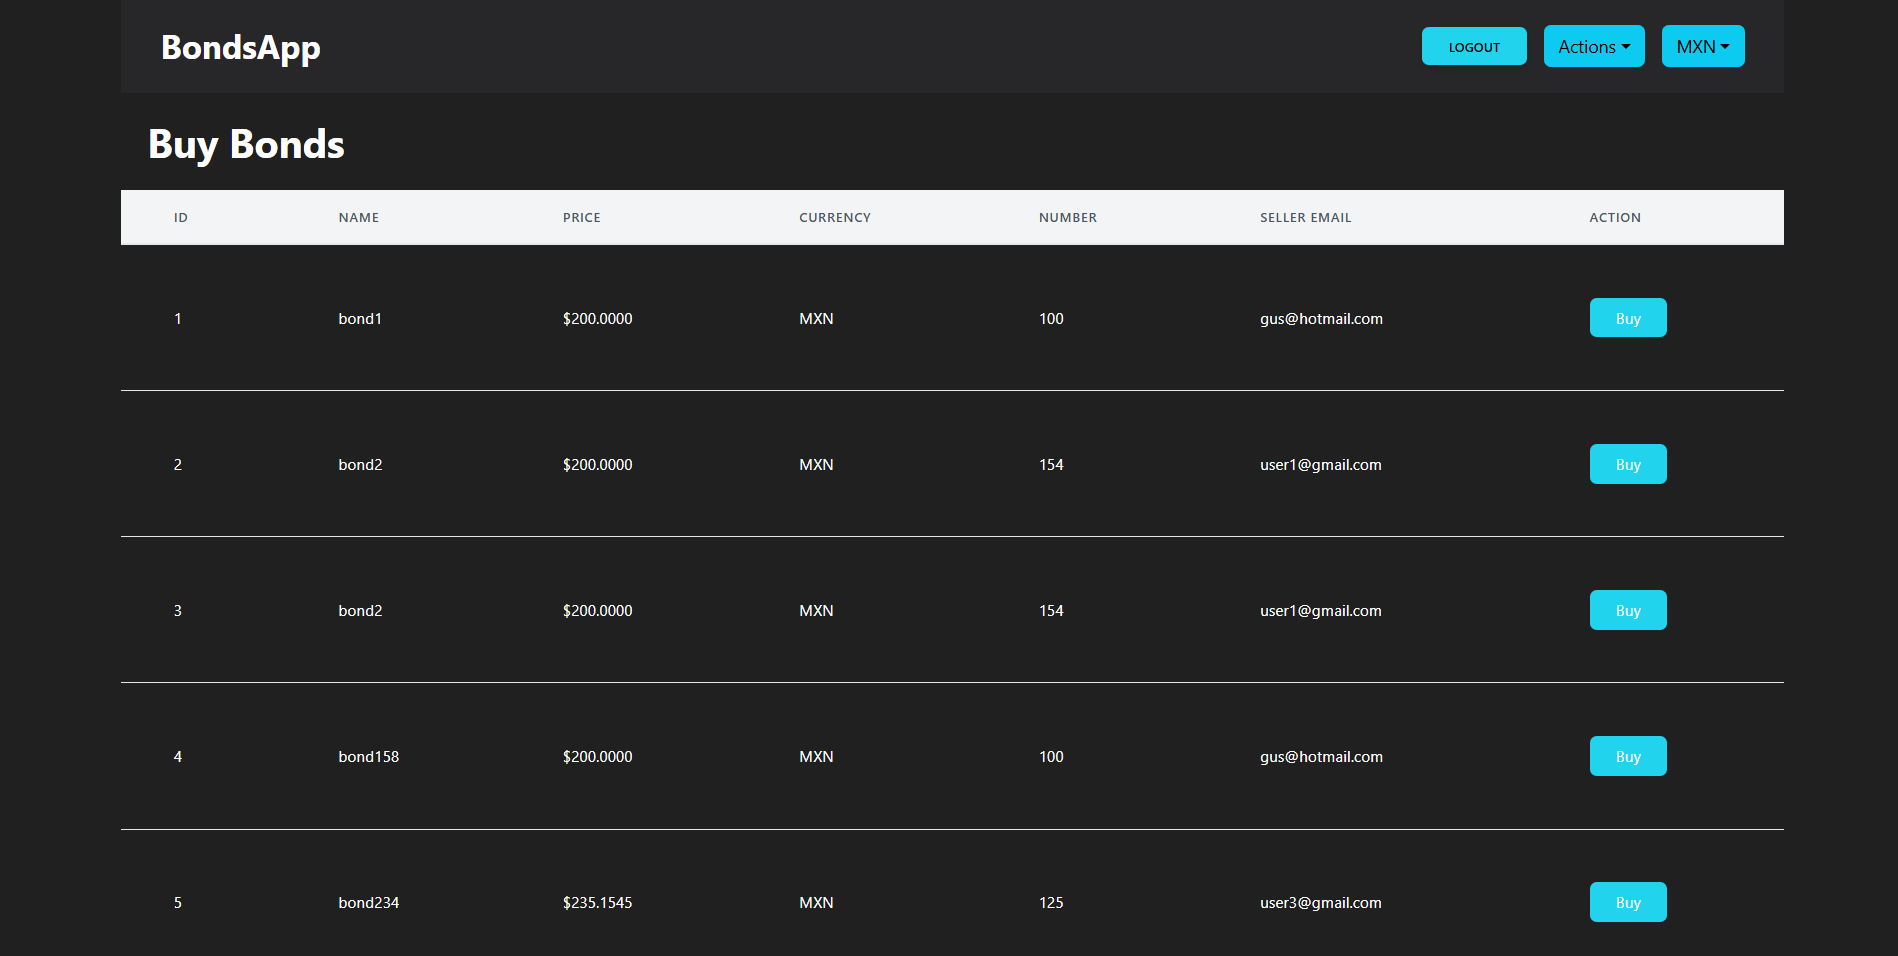 BondsApp LOGOUT Actions MXN
Buy Bonds
ID NAME PRICE CURRENCY NUMBER SELLER EMAIL ACTION
1 bond1 $200.0000 MXN 100 gus@hotmail.com Buy
2 bond2 $200.0000 MXN 154 user1@gmail.com Buy
3 bond2 $200.0000 MXN 154 user1@gmail.com Buy
4 bond158 $200.0000 MXN 100 gus@hotmail.com Buy
5 bond234 $235.1545 MXN 125 user3@gmail.com Buy